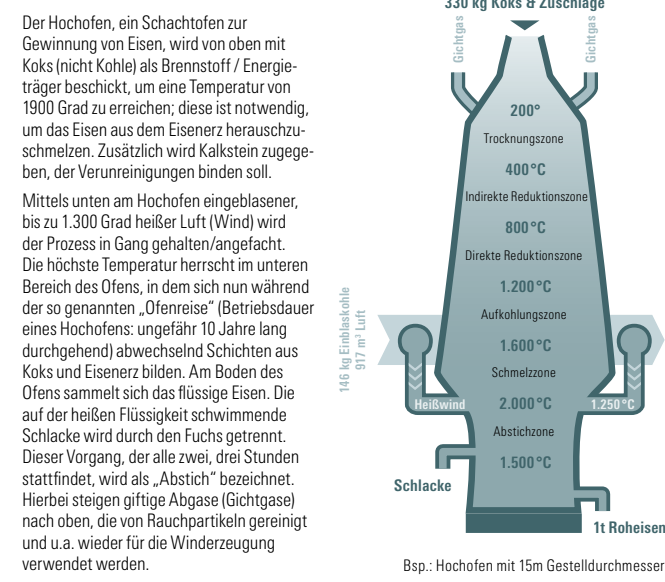 Der Hochofen, ein Schachtofen zur
Gewinnung von Eisen, wird von oben mit
Koks (nicht Kohle) als Brennstoff / Energie-
träger beschickt, um eine Temperatur von
1900 Grad zu erreichen; diese ist notwendig,
um das Eisen aus dem Eisenerz herauschzu-
schmelzen. Zusätzlich wird Kalkstein zugege-
ben, der Verunreinigungen binden soll.
Mittels unten am Hochofen eingeblasener,
bis zu 1.300 Grad heißer Luft (Wind) wird
der Prozess in Gang gehalten/angefacht.
Die höchste Temperatur herrscht im unteren
Bereich des Ofens, in dem sich nun während
der so genannten „Ofenreise“ (Betriebsdauer
eines Hochofens: ungefähr 10 Jahre lang
durchgehend) abwechselnd Schichten aus
Koks und Eisenerz bilden. Am Boden des
Ofens sammelt sich das flüssige Eisen. Die
auf der heißen Flüssigkeit schwimmende
Schlacke wird durch den Fuchs getrennt.
Dieser Vorgang, der alle zwei, drei Stunden
stattfindet, wird als „Abstich“ bezeichnet.
Hierbei steigen giftige Abgase (Gichtgase)
nach oben, die von Rauchpartikeln gereinigt
und u.a. wieder für die Winderzeugung
verwendet werden.
330 kg Koks & Zuschläge
Gichtgas
Gichtgas
200°
Trocknungszone
400°C
Indirekte Reduktionszone
800°C
Direkte Reduktionszone
1.200°C
Aufkohlungszone
1.600°C
Schmelzzone
2.000°C
Abstichzone
1.500°C
146 kg Einblaskohle
917 m³ Luft
Heißwind
1.250°C
Schlacke
1t Roheisen
Bsp.: Hochofen mit 15m Gestelldurchmesser